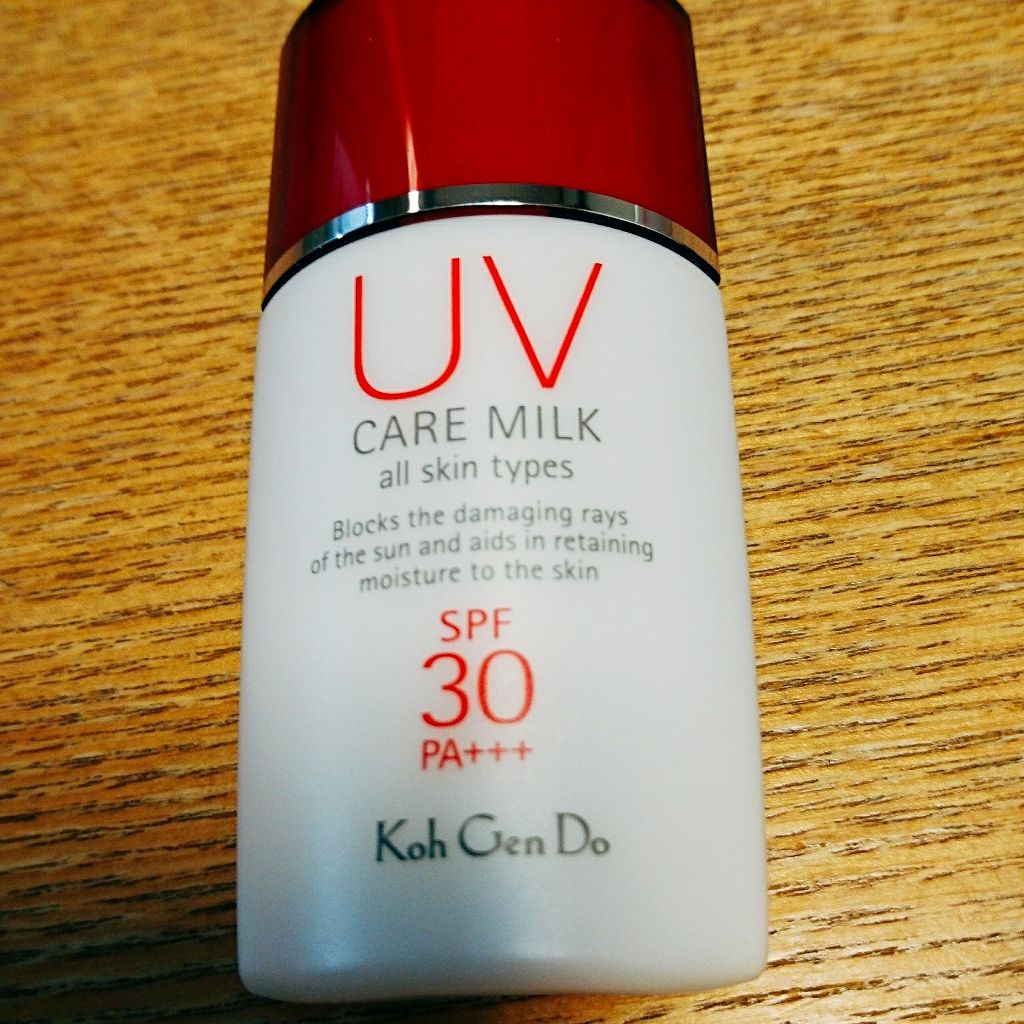 UV
CARE MILK
all skin types
Blocks the damaging rays
of the sun and aids in retaining
moisture to the skin
SPF
30
PA+++
Koh Gen Do